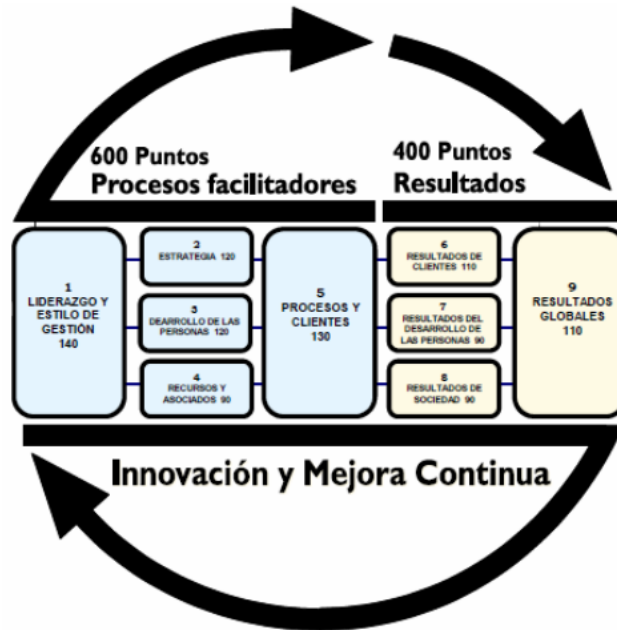 600 Puntos
Procesos facilitadores
400 Puntos
Resultados
1
LIDERAZGO Y
ESTILO DE
GESTIÓN
140
2
ESTRATEGIA 120
3
DEARROLLO DE LAS
PERSONAS 120
4
RECURSOS Y
ASOCIADOS 90
5
PROCESOS Y
CLIENTES
130
6
RESULTADOS DE
CLIENTES 110
7
RESULTADOS DEL
DESARROLLO DE
LAS PERSONAS 90
8
RESULTADOS DE
SOCIEDAD 90
9
RESULTADOS
GLOBALES
110
Innovación y Mejora Continua